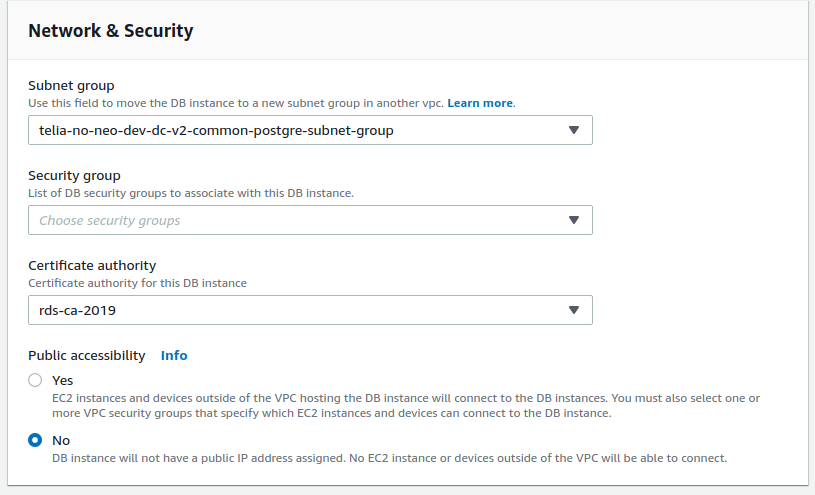 Network & Security
Subnet group
Use this field to move the DB instance to a new subnet group in another vpc. Learn more.
telia-no-neo-dev-dc-v2-common-postgre-subnet-group
Security group
List of DB security groups to associate with this DB instance.
Choose security groups
Certificate authority
Certificate authority for this DB instance
rds-ca-2019
Public accessibility Info
Yes
EC2 instances and devices outside of the VPC hosting the DB instance will connect to the DB instances. You must also select one or
more VPC security groups that specify which EC2 instances and devices can connect to the DB instance.
No
DB instance will not have a public IP address assigned. No EC2 instance or devices outside of the VPC will be able to connect.